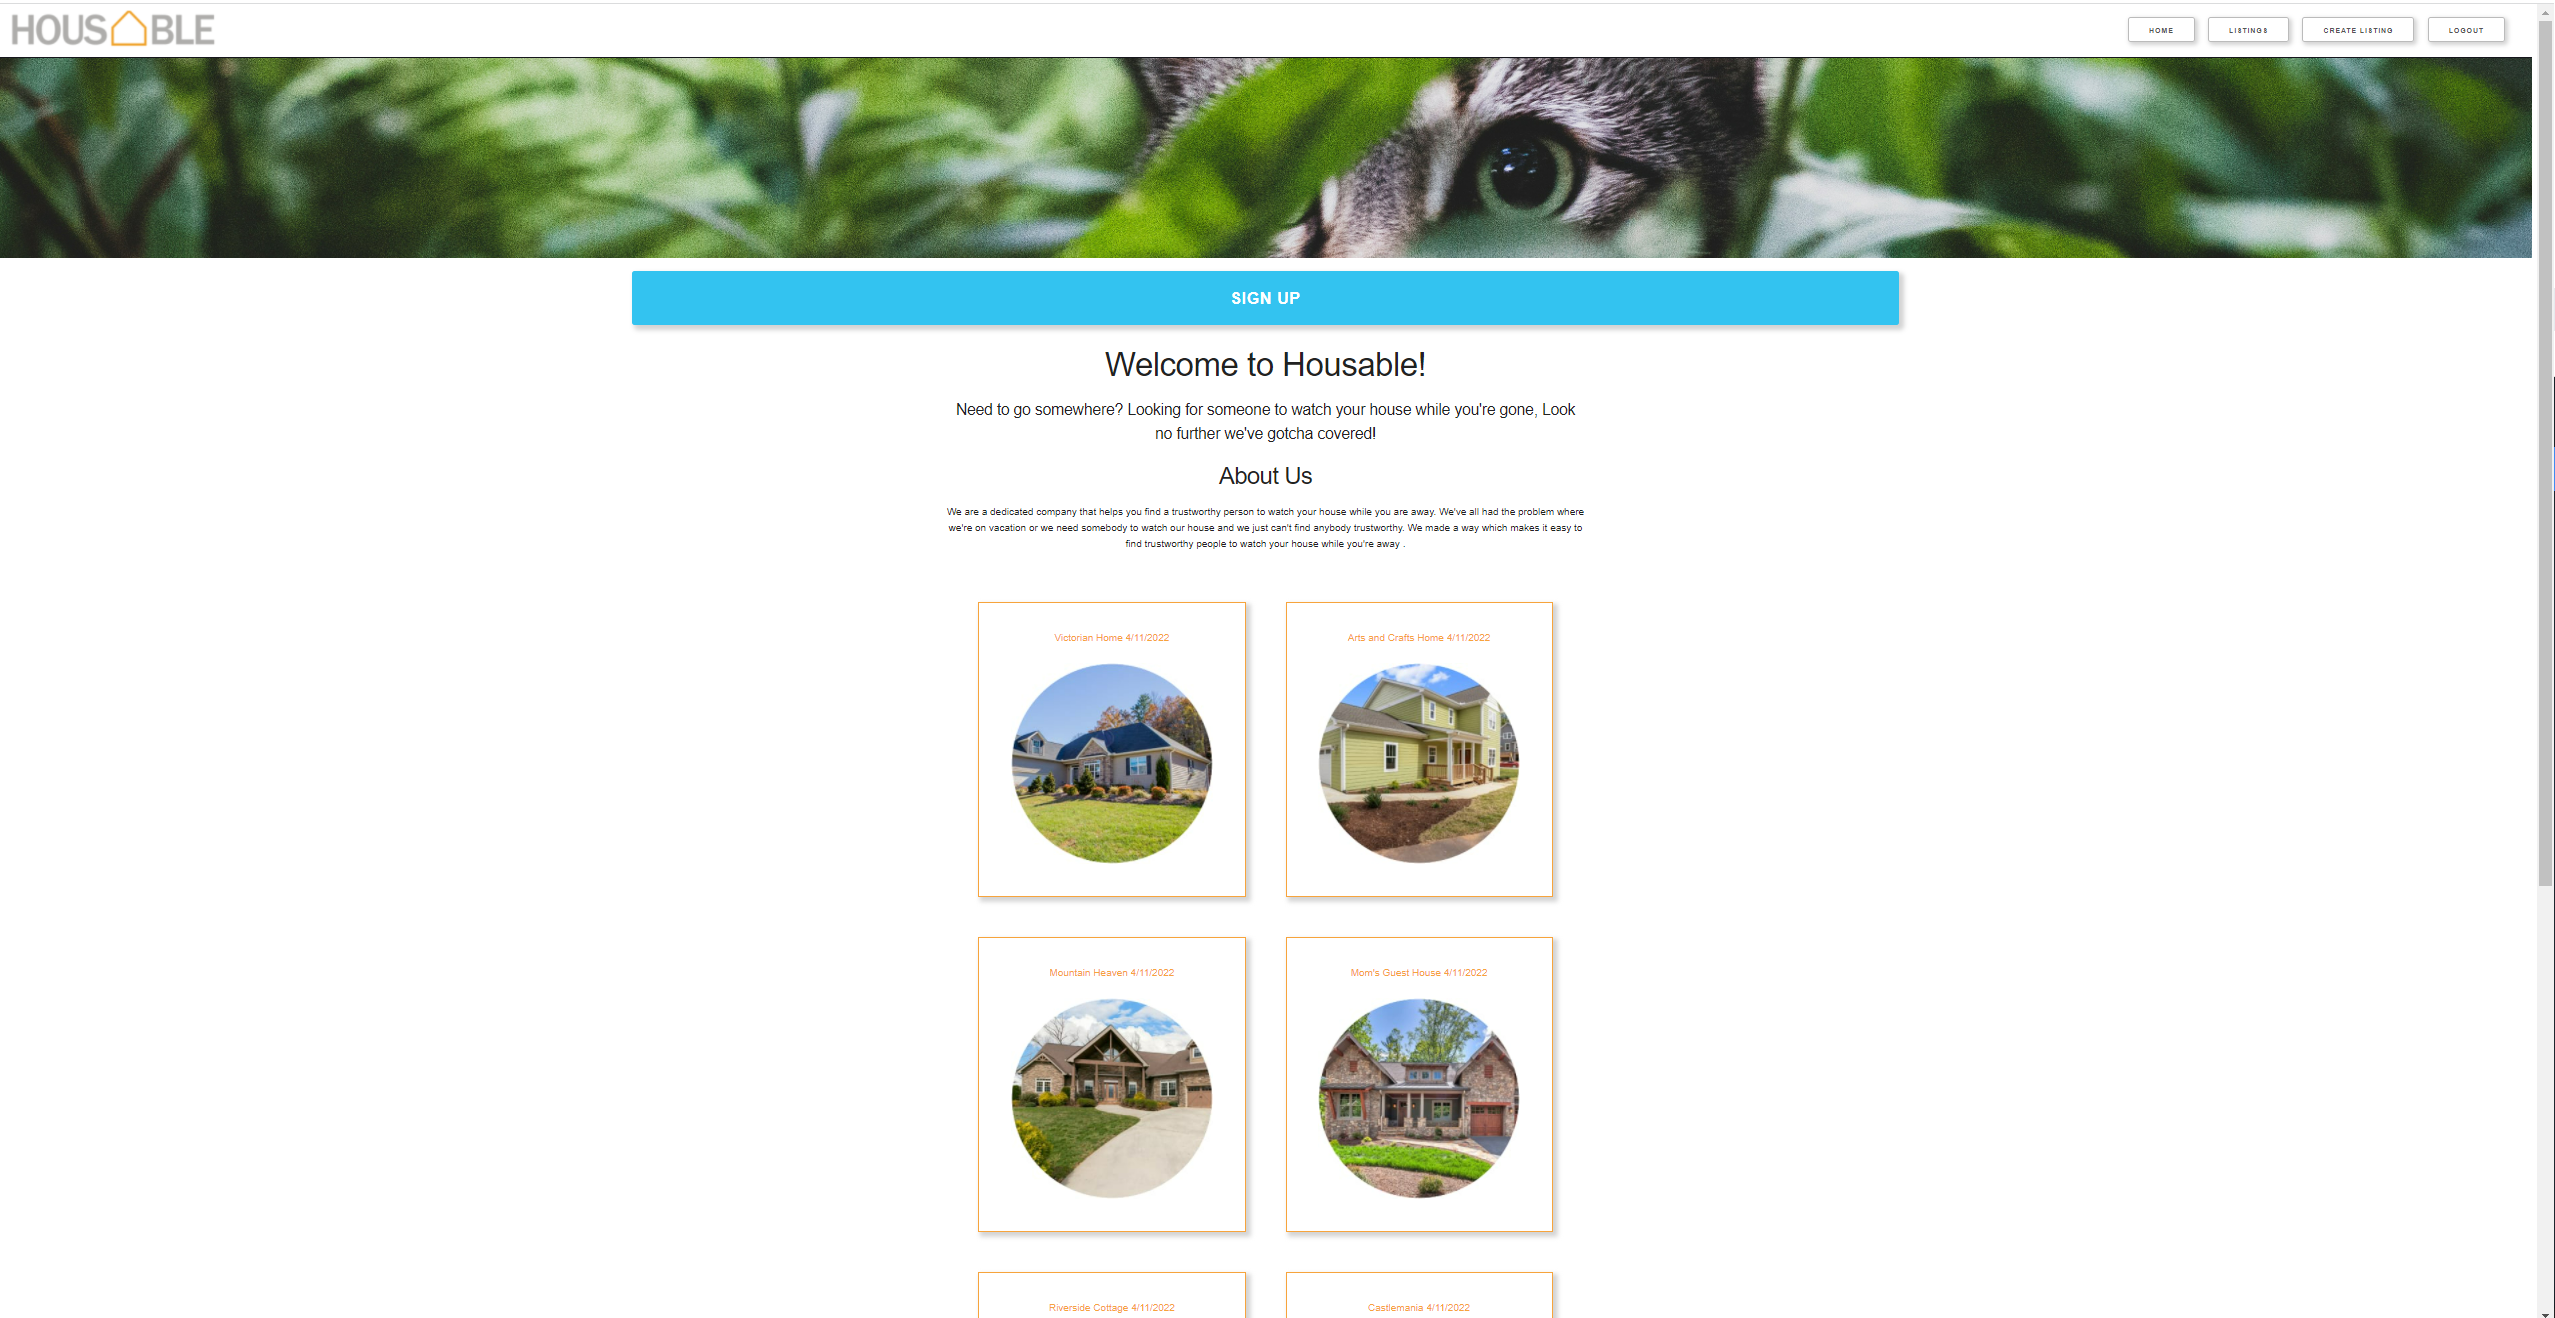 HOUS BLE
HOME LISTINGS CREATE LISTING LOGOUT
SIGN UP
Welcome to Housable!
Need to go somewhere? Looking for someone to watch your house while you're gone, Look
no further we've gotcha covered!
About Us
We are a dedicated company that helps you find a trustworthy person to watch your house while you are away. We've all had the problem where
we're on vacation or we need somebody to watch our house and we just can't find anybody trustworthy. We made a way which makes it easy to
find trustworthy people to watch your house while you're away .
Victorian Home 4/11/2022
Arts and Crafts Home 4/11/2022
Mountain Heaven 4/11/2022
Mom's Guest House 4/11/2022
Riverside Cottage 4/11/2022
Castlemania 4/11/2022